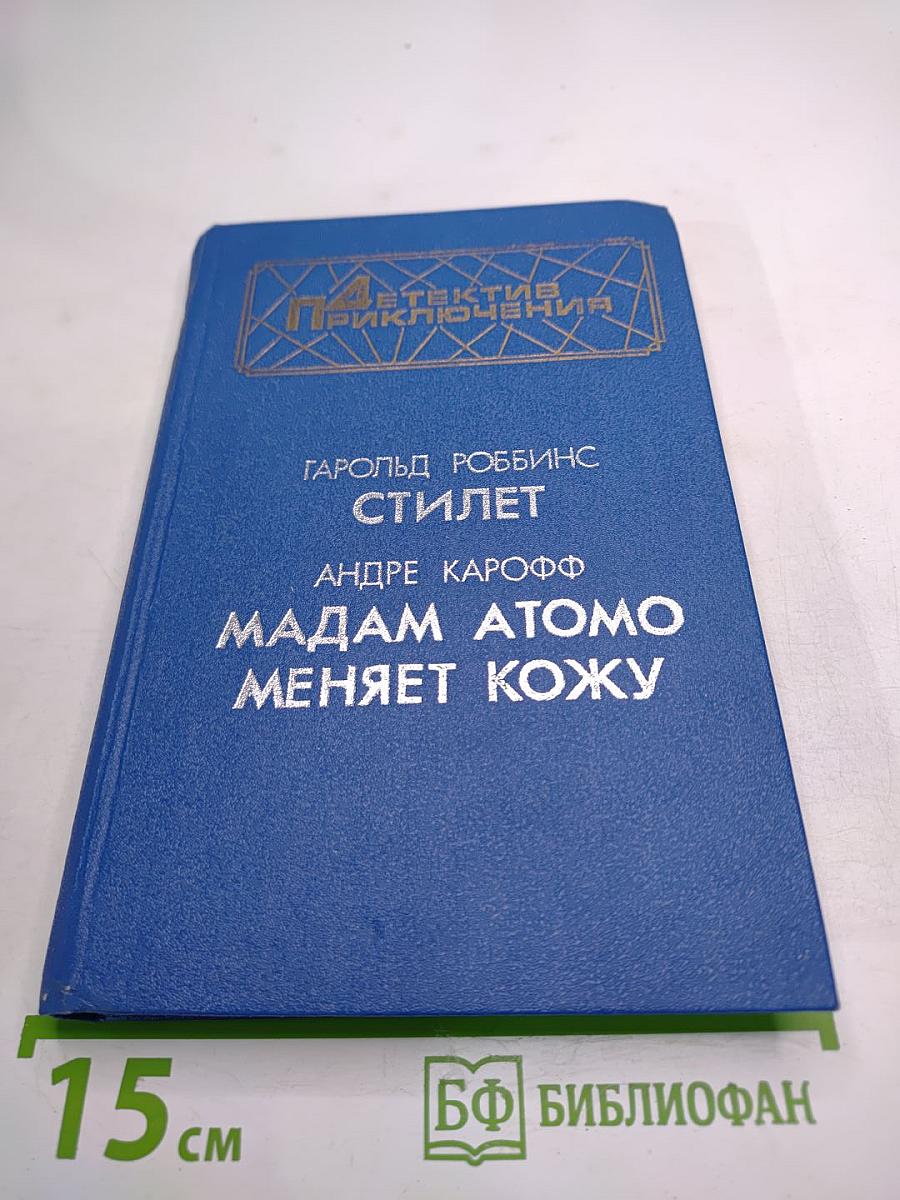 ДЕТЕКТИВ
ПРИКЛЮЧЕНИЯ
ГАРОЛЬД РОББИНС
СТИЛЕТ
АНДРЕ КАРОФФ
МАДАМ АТОМО
МЕНЯЕТ КОЖУ
15 см
БФ БИБЛИОФАН